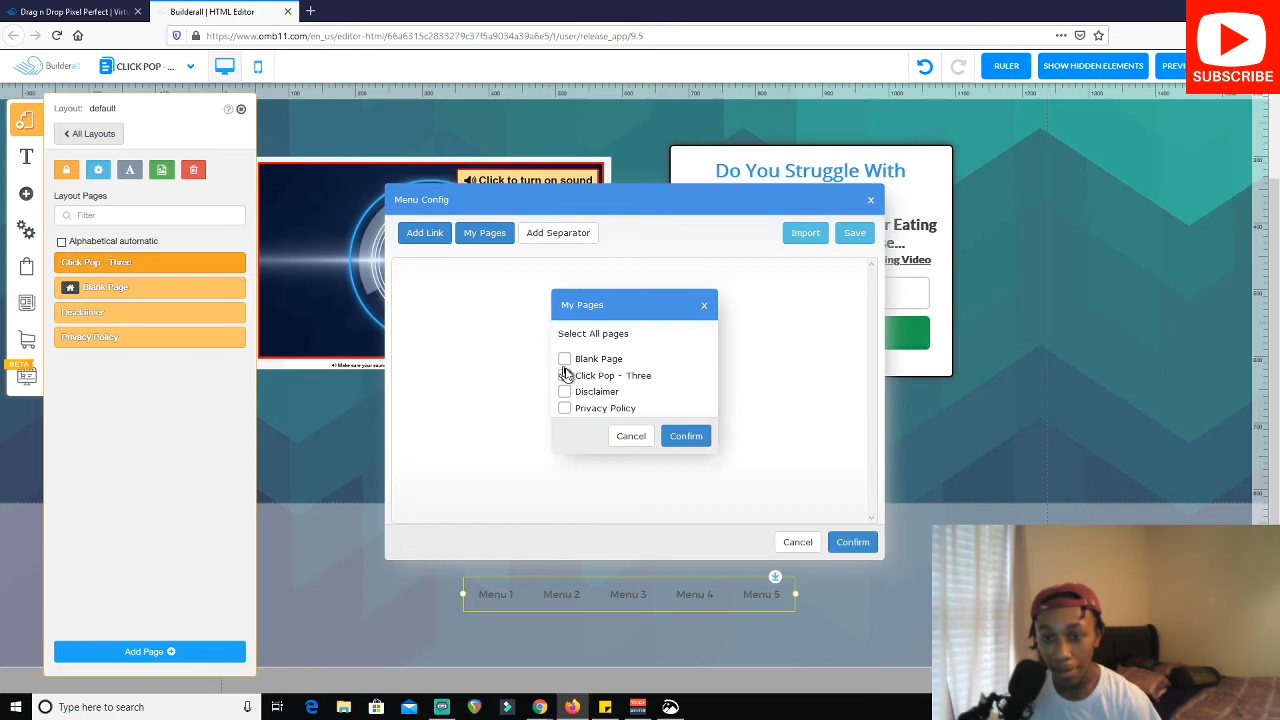 Drag n Drop Pixel Perfect | Virtu
Builderall | HTML Editor
https://www.omb11.com/en_us/editor-html/66a6315c2833279c37f5a9034a39a6e5/t/user/release_app/9.5
Builderall
CLICK POP - ...
RULER
SHOW HIDDEN ELEMENTS
PREVI
SUBSCRIBE
Layout: default
All Layouts
Layout Pages
Filter
Alphabetical automatic
Click Pop - Three
Blank Page
Disclaimer
Privacy Policy
BETA
Add Page
Click to turn on sound
Do You Struggle With
r Eating
se...
ng Video
Menu Config
X
Add Link
My Pages
Add Separator
Import
Save
My Pages
X
Select All pages
Blank Page
Click Pop - Three
Disclaimer
Privacy Policy
Cancel
Confirm
Cancel
Confirm
Menu 1
Menu 2
Menu 3
Menu 4
Menu 5
Type here to search